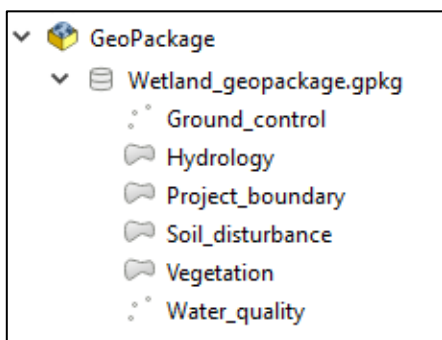 GeoPackage
Wetland_geopackage.gpkg
Ground_control
Hydrology
Project_boundary
Soil_disturbance
Vegetation
Water_quality